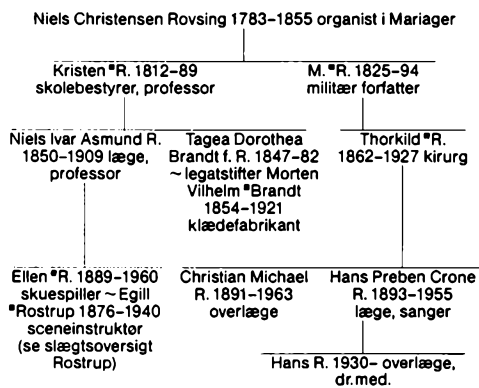 Niels Christensen Rovsing 1783–1855 organist i Mariager
Kristen *R. 1812–89
skolebestyrer, professor
M. *R. 1825–94
militær forfatter
Niels Ivar Asmund R.
1850–1909 læge,
professor
Tagea Dorothea
Brandt f. R. 1847–82
~ legatstifter Morten
Vilhelm *Brandt
1854–1921
klædefabrikant
Thorkild *R.
1862–1927 kirurg
Ellen *R. 1889–1960
skuespiller ~ Egill
*Rostrup 1876–1940
sceneinstruktør
(se slægtsoversigt
Rostrup)
Christian Michael
R. 1891–1963
overlæge
Hans Preben Crone
R. 1893–1955
læge, sanger
Hans R. 1930– overlæge,
dr.med.